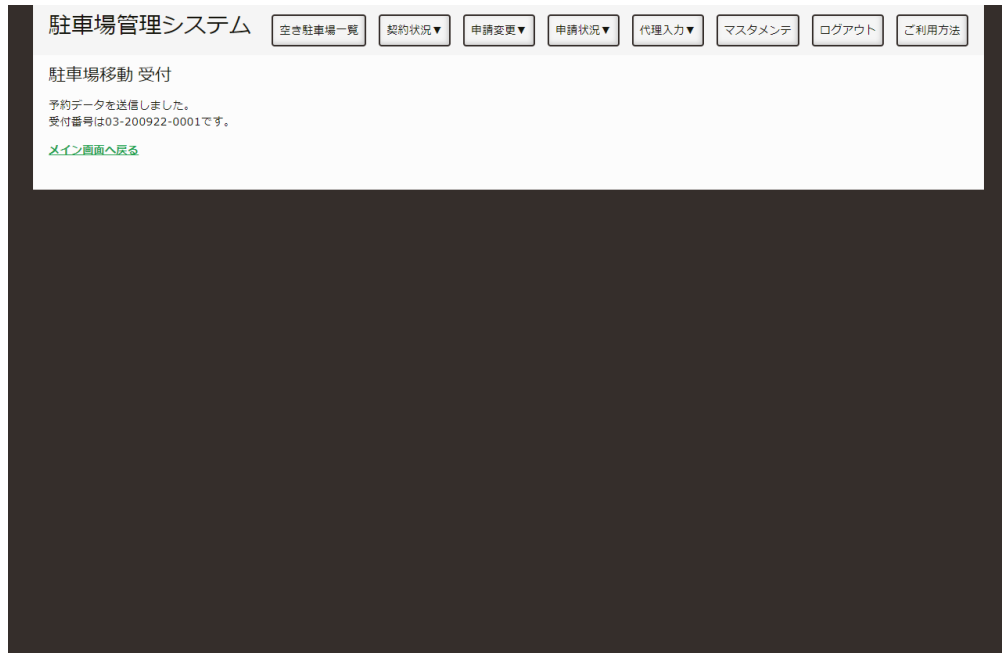 駐車場管理システム
空き駐車場一覧
契約状況▼
申請変更▼
申請状況▼
代理入力▼
マスタメンテ
ログアウト
ご利用方法
駐車場移動 受付
予約データを送信しました。
受付番号は03-200922-0001です。
メイン画面へ戻る